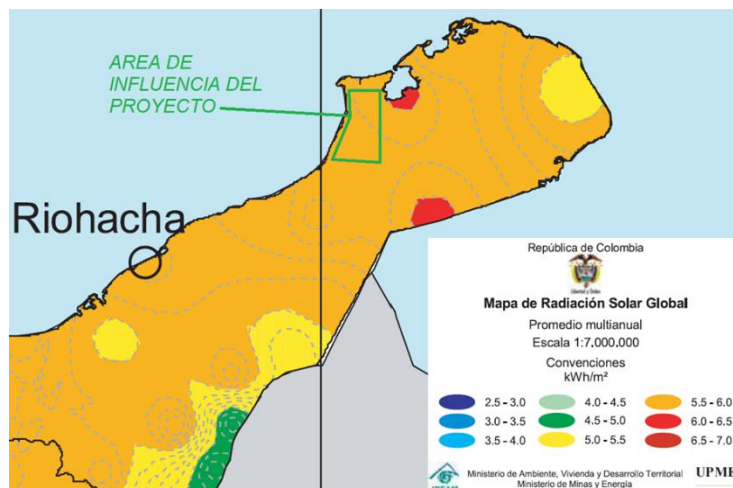 AREA DE
INFLUENCIA DEL
PROYECTO
Riohacha
República de Colombia
Libertad y Orden
Mapa de Radiación Solar Global
Promedio multianual
Escala 1:7.000.000
Convenciones
kWh/m²
2.5 - 3.0 4.0 - 4.5 5.5 - 6.0
3.0 - 3.5 4.5 - 5.0 6.0 - 6.5
3.5 - 4.0 5.0 - 5.5 6.5 - 7.0
Ministerio de Ambiente, Vivienda y Desarrollo Territorial
Ministerio de Minas y Energía
UPME